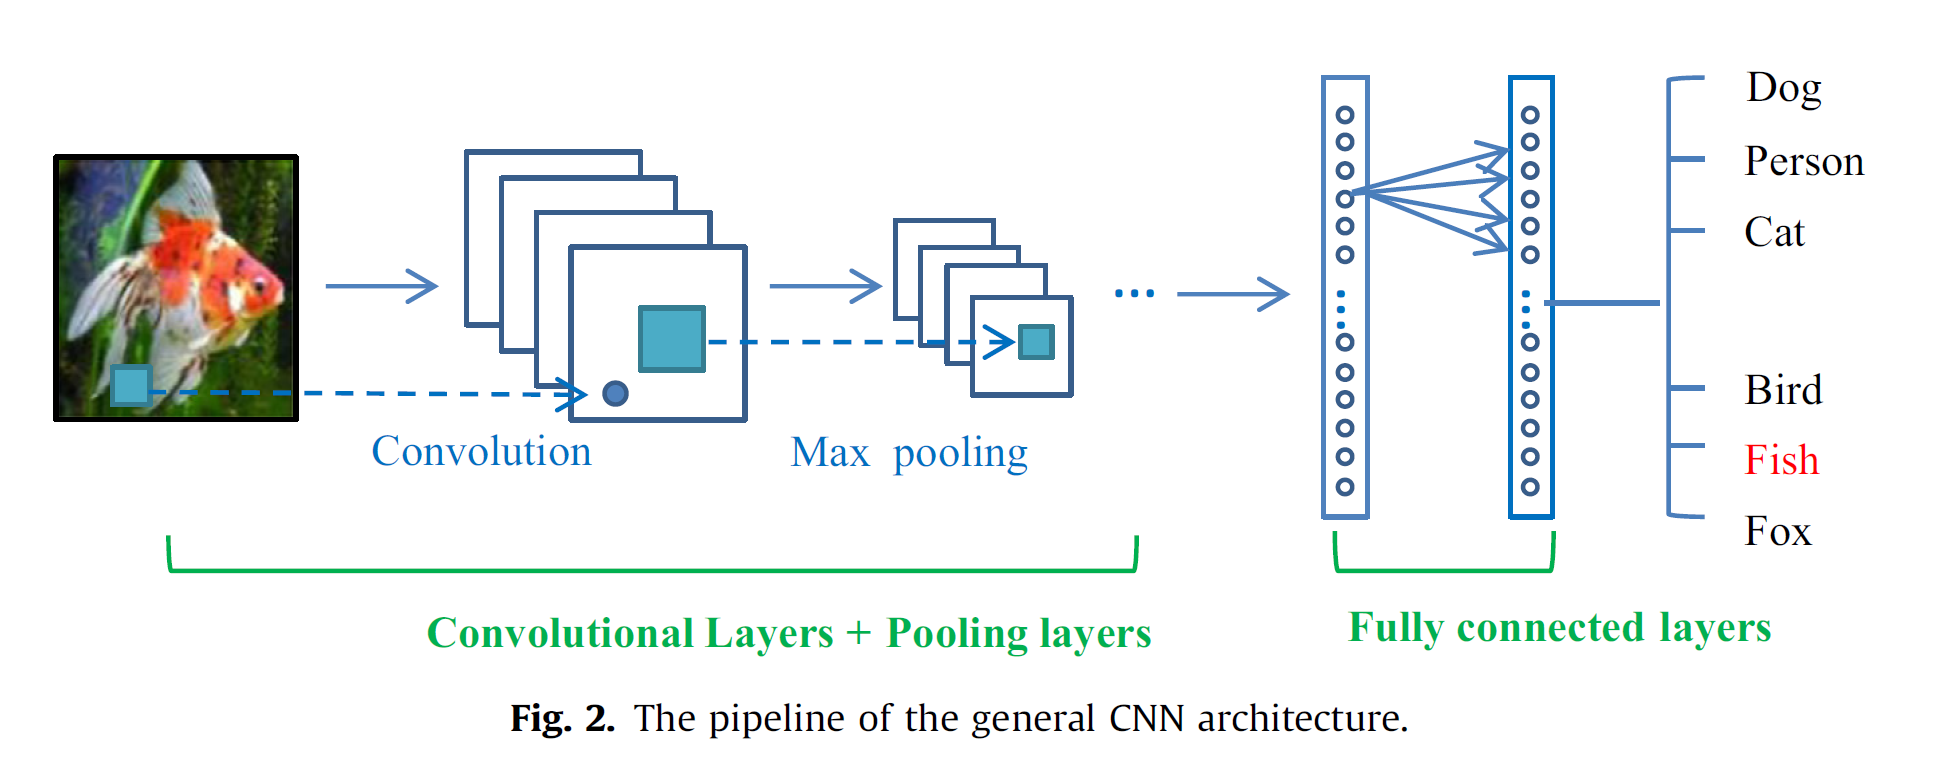 Dog
Person
Cat
Bird
Fish
Fox
Convolution
Max pooling
...
Convolutional Layers + Pooling layers
Fully connected layers
Fig. 2. The pipeline of the general CNN architecture.